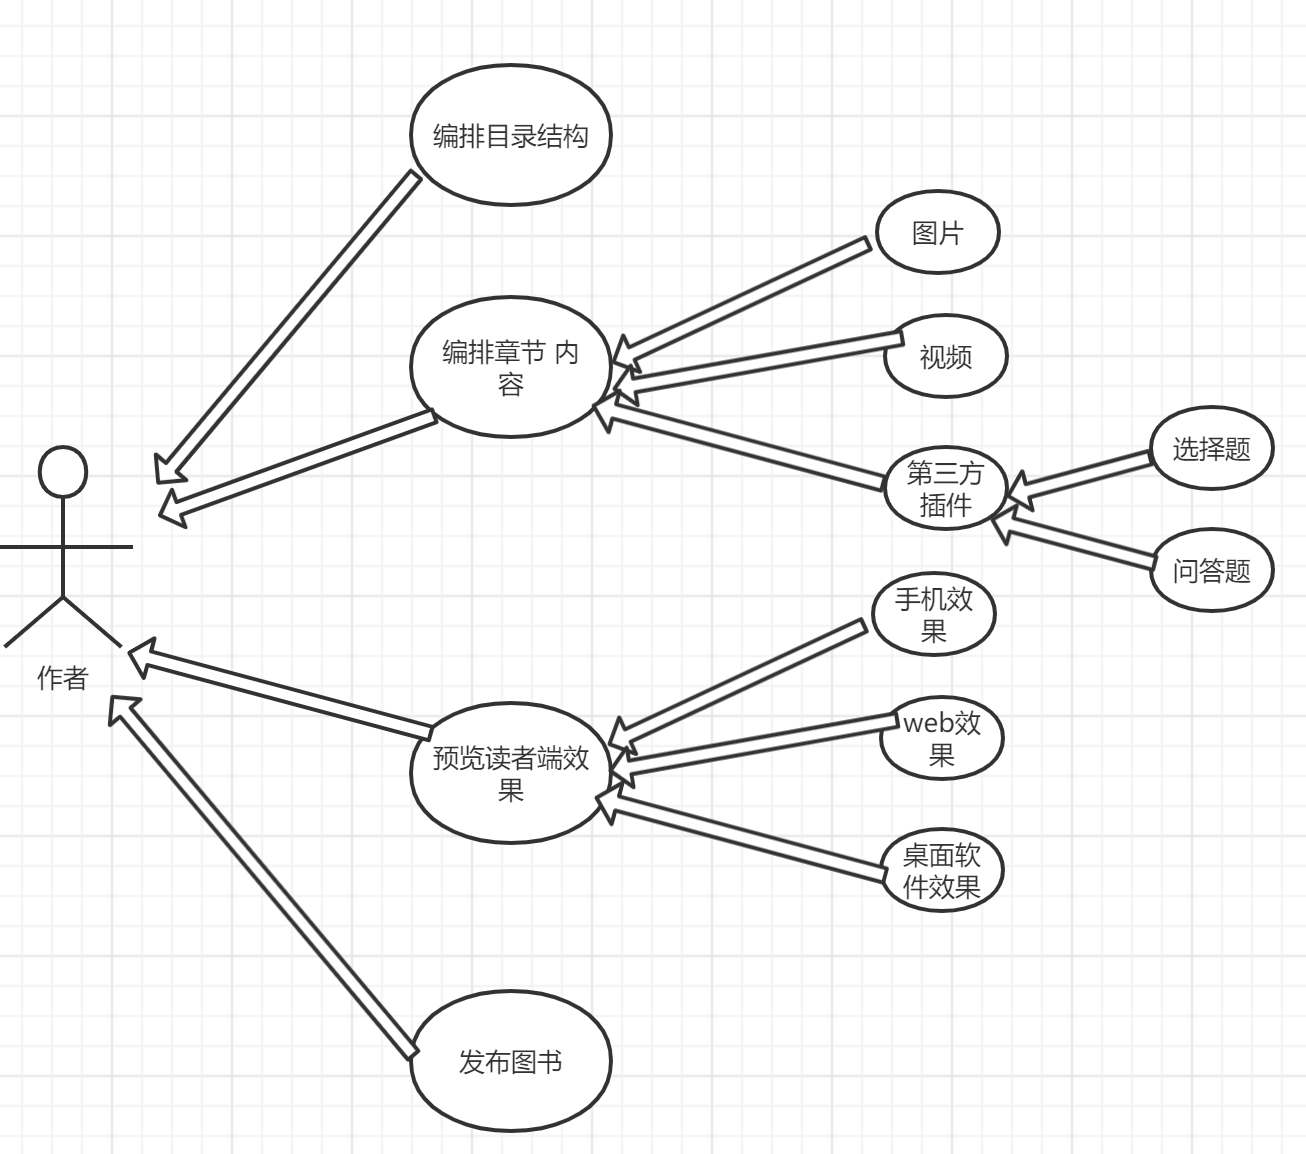 编排目录结构
图片
编排章节 内
容
视频
选择题
第三方
插件
问答题
手机效
果
作者
web效
果
预览读者端效
果
桌面软
件效果
发布图书